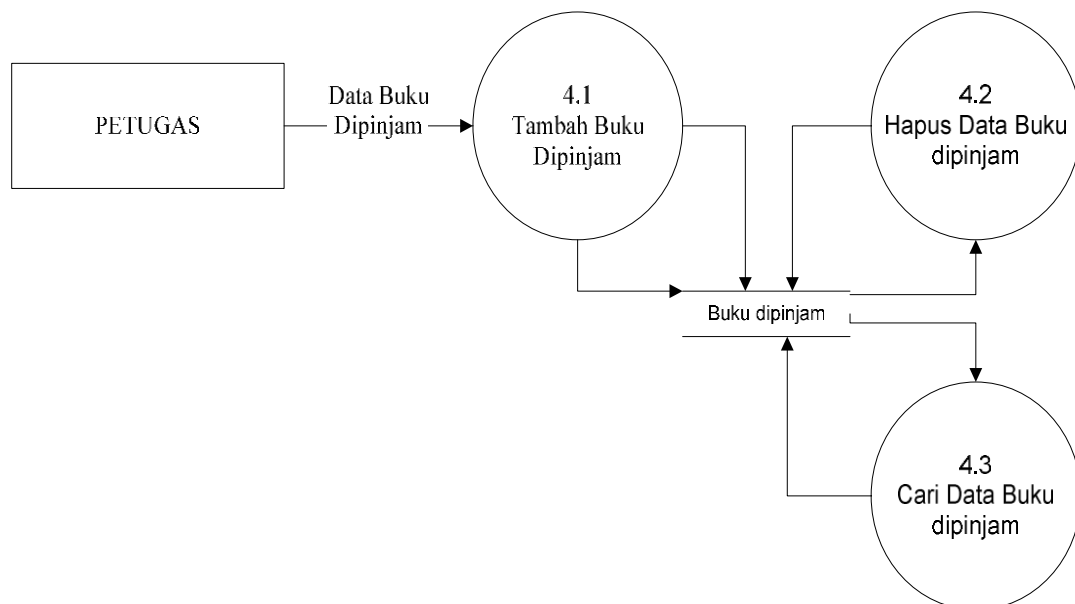 PETUGAS
Data Buku
Dipinjam
4.1
Tambah Buku
Dipinjam
4.2
Hapus Data Buku
dipinjam
Buku dipinjam
4.3
Cari Data Buku
dipinjam